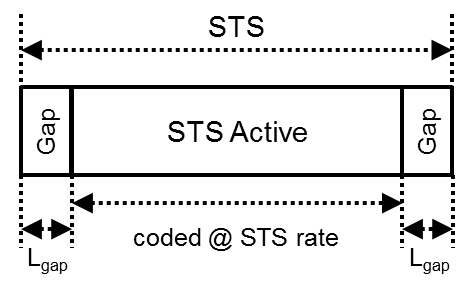 STS
Gap
STS Active
Gap
coded @ STS rate
Lgap
Lgap